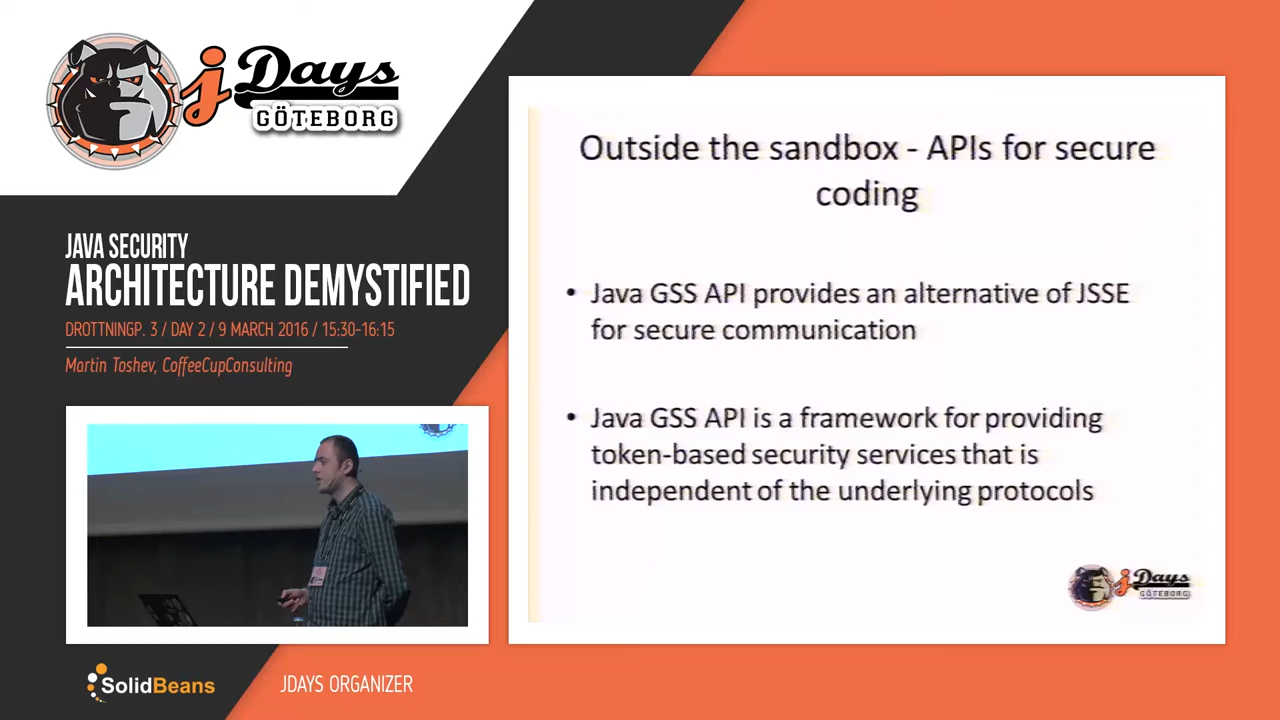 j Days
GÖTEBORG
JAVA SECURITY
ARCHITECTURE DEMYSTIFIED
DROTTNINGP. 3 / DAY 2 / 9 MARCH 2016 / 15:30-16:15
Martin Toshev, CoffeeCupConsulting
SolidBeans
JDAYS ORGANIZER
Outside the sandbox - APIs for secure
coding
• Java GSS API provides an alternative of JSSE
for secure communication
• Java GSS API is a framework for providing
token-based security services that is
independent of the underlying protocols
j Days
GÖTEBORG